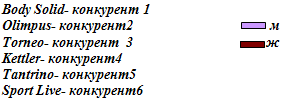 Body Solid- конкурент 1
Olimpus- конкурент2
Torneo- конкурент  3
Kettler- конкурент4
Tantrino- конкурент5
Sport Live- конкурент6
м
ж